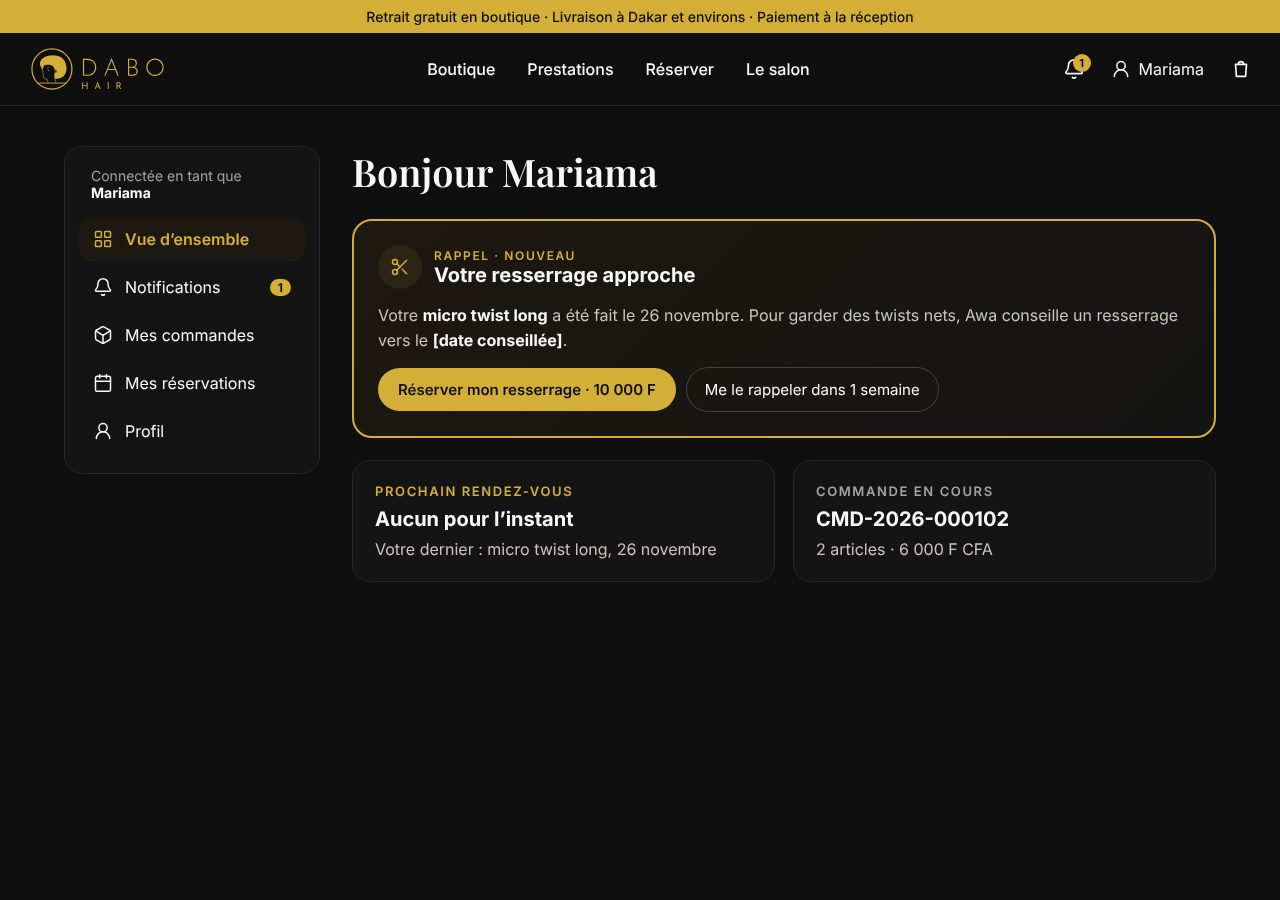 Retrait gratuit en boutique · Livraison à Dakar et environs · Paiement à la réception
DABO
HAIR
Boutique
Prestations
Réserver
Le salon
1
Mariama
Connectée en tant que
Mariama
Vue d’ensemble
Notifications
1
Mes commandes
Mes réservations
Profil
Bonjour Mariama
RAPPEL · NOUVEAU
Votre resserrage approche
Votre micro twist long a été fait le 26 novembre. Pour garder des twists nets, Awa conseille un resserrage
vers le [date conseillée].
Réserver mon resserrage · 10 000 F
Me le rappeler dans 1 semaine
PROCHAIN RENDEZ-VOUS
Aucun pour l’instant
Votre dernier : micro twist long, 26 novembre
COMMANDE EN COURS
CMD-2026-000102
2 articles · 6 000 F CFA